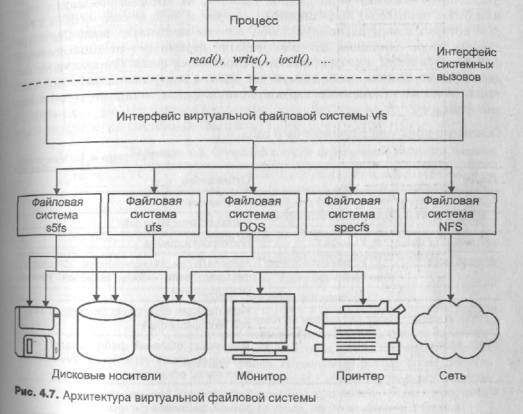 Процесс
read(), write(), ioctl(), ...
Интерфейс
системных
вызовов
Интерфейс виртуальной файловой системы vfs
Файловая
система
s5fs
Файловая
система
ufs
Файловая
система
DOS
Файловая
система
specfs
Файловая
система
NFS
Дисковые носители
Монитор
Принтер
Сеть
Рис. 4.7. Архитектура виртуальной файловой системы